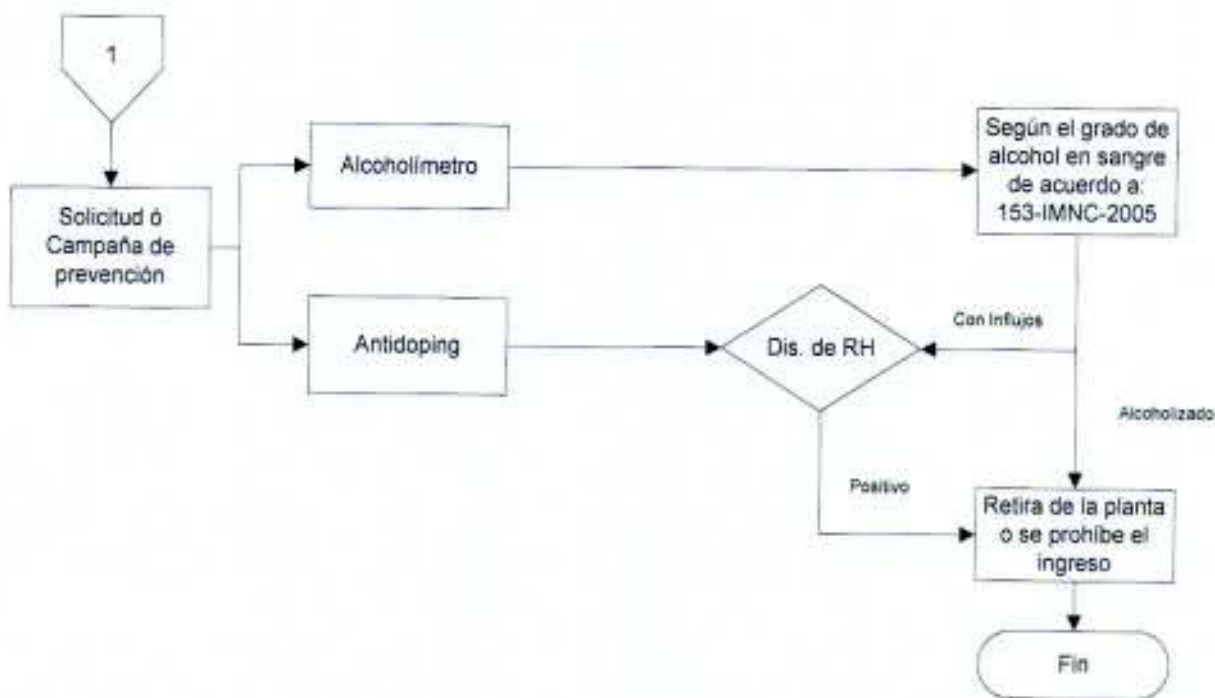 1
Solicitud ó
Campaña de
prevención
Alcoholímetro
Según el grado de
alcohol en sangre
de acuerdo a:
153-IMNC-2005
Antidoping
Dis. de RH
Con Influjos
Alcoholizado
Positivo
Retira de la planta
o se prohíbe el
ingreso
Fin